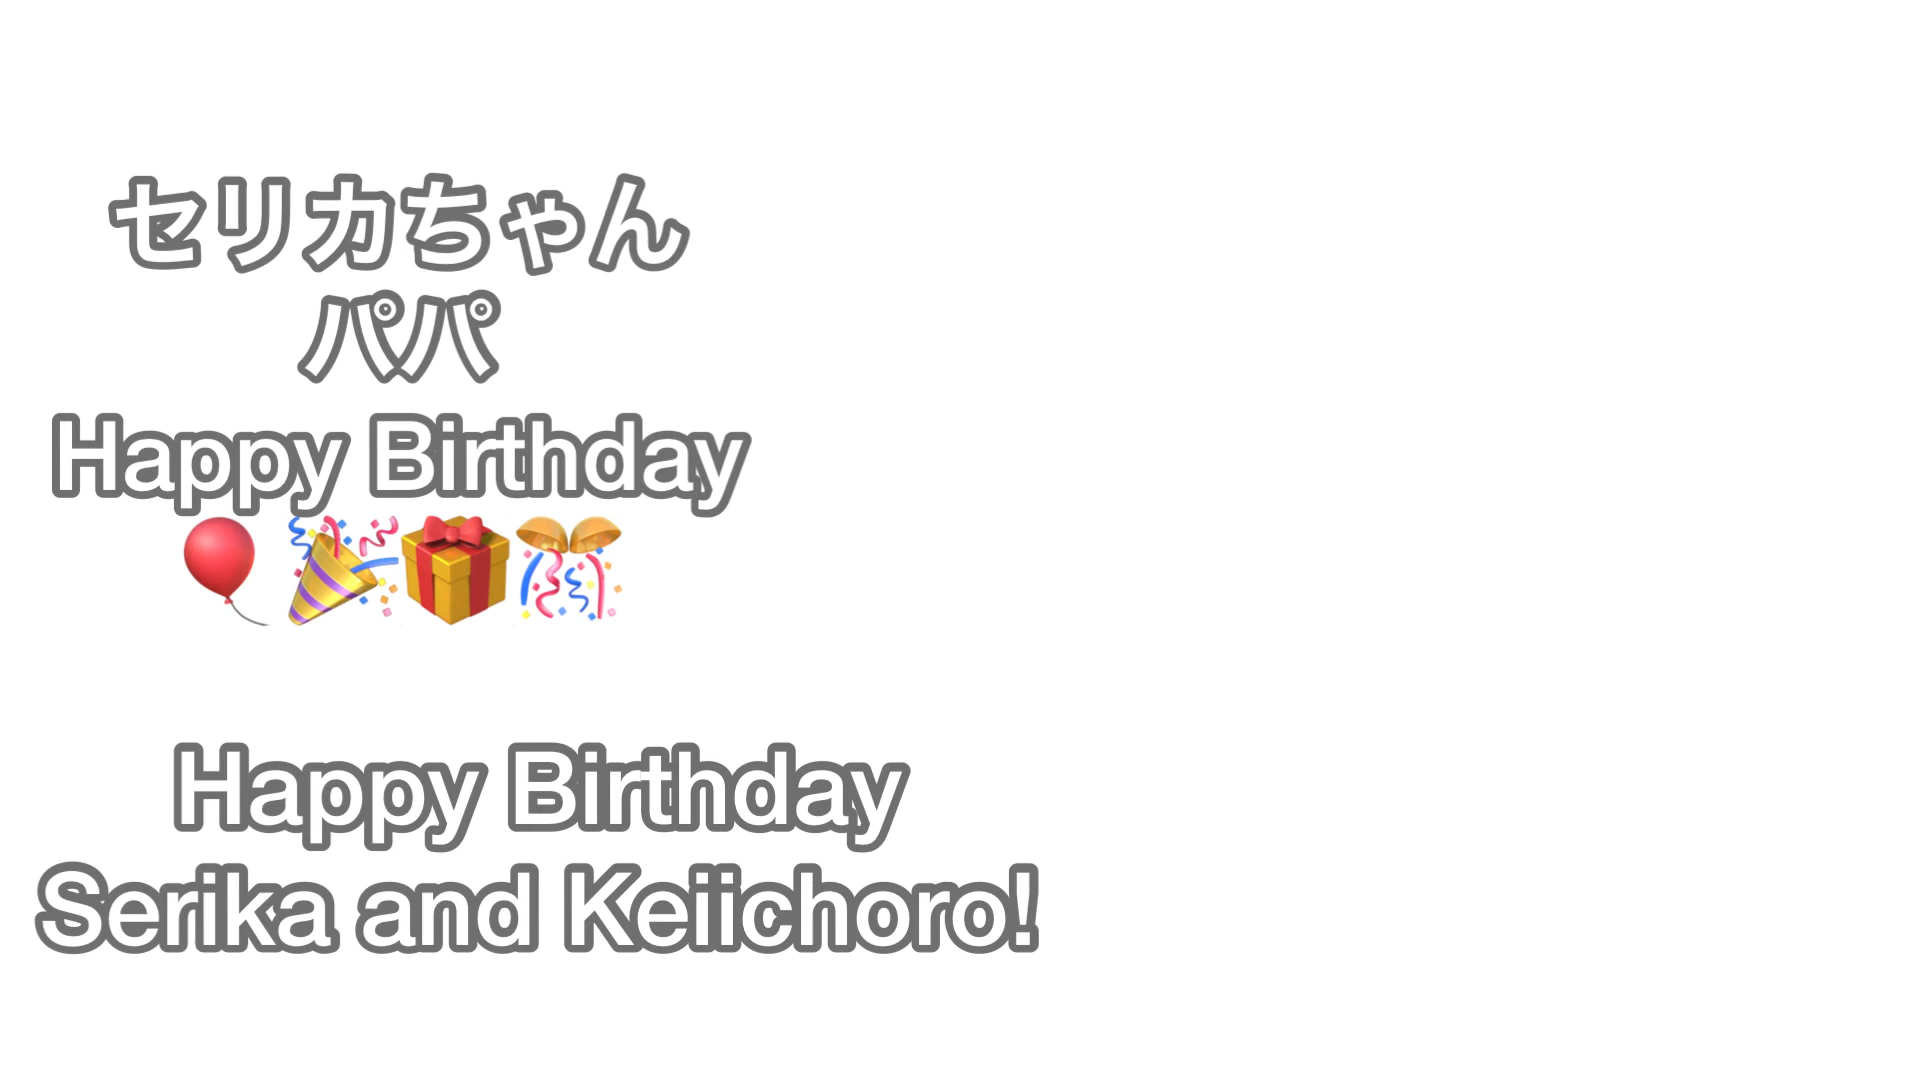 セリカちゃん
パパ
Happy Birthday
🎈🎉🎁🎊
Happy Birthday
Serika and Keiichoro!